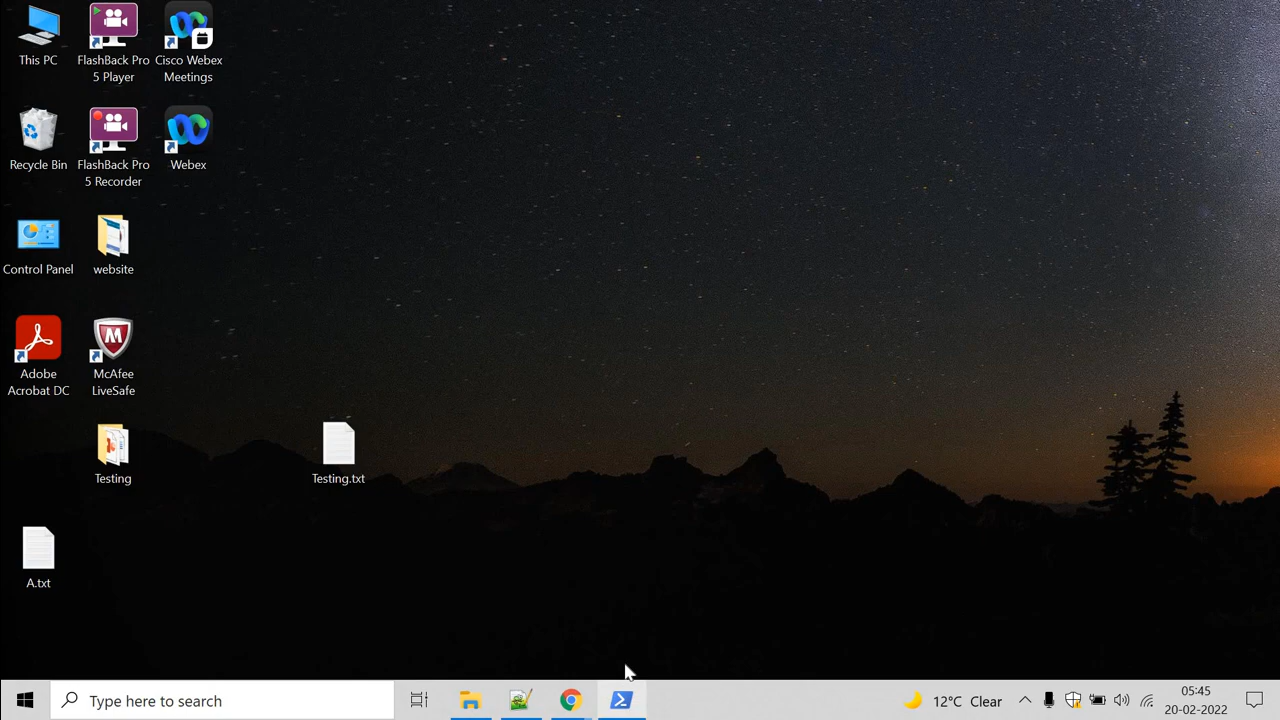 This PC
FlashBack Pro
5 Player
Cisco Webex
Meetings
Recycle Bin
FlashBack Pro
5 Recorder
Webex
Control Panel
website
Adobe
Acrobat DC
McAfee
LiveSafe
Testing
Testing.txt
A.txt
Type here to search
12°C Clear
05:45
20-02-2022